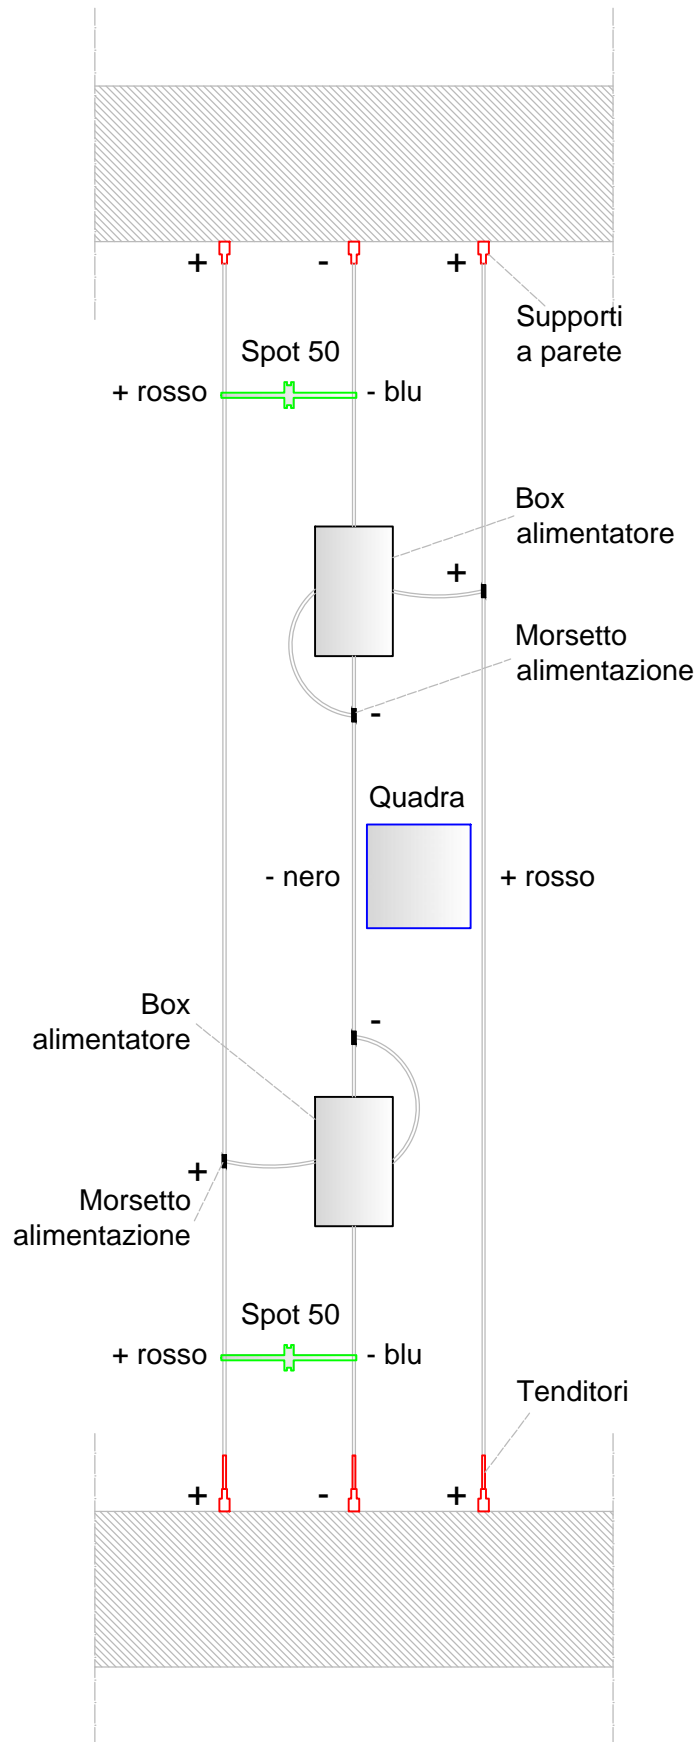 + - +
Supporti
a parete
Spot 50
+ rosso - blu
Box
alimentatore
+
Morsetto
alimentazione
-
Quadra
- nero + rosso
Box
alimentatore
-
+
Morsetto
alimentazione
Spot 50
+ rosso - blu
Tenditori
+ - +